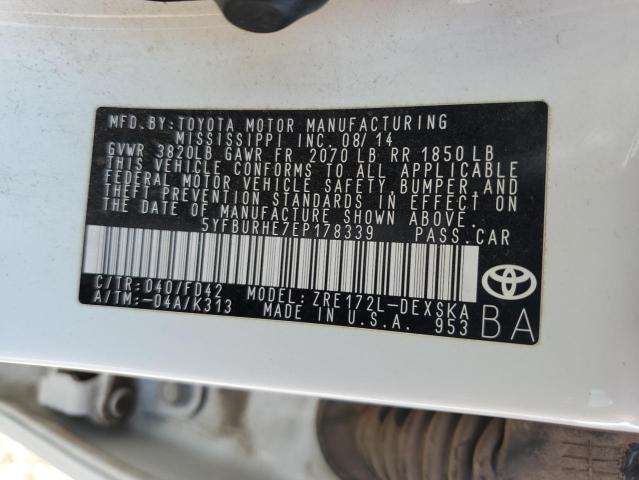 MFD.BY:TOYOTA MOTOR MANUFACTURING
MISSISSIPPI INC. 08/14
GVWR 3820LB GAWR FR 2070 LB RR 1850 LB
THIS VEHICLE CONFORMS TO ALL APPLICABLE
FEDERAL MOTOR VEHICLE SAFETY, BUMPER, AND
THEFT PREVENTION STANDARDS IN EFFECT ON
THE DATE OF MANUFACTURE SHOWN ABOVE.
5YFBURHE7EP178339 PASS.CAR
C/TR: 040/FD42 MODEL: ZRE172L-DEXSKA
A/TM:-04A/K313 MADE IN U.S.A. 953
BA